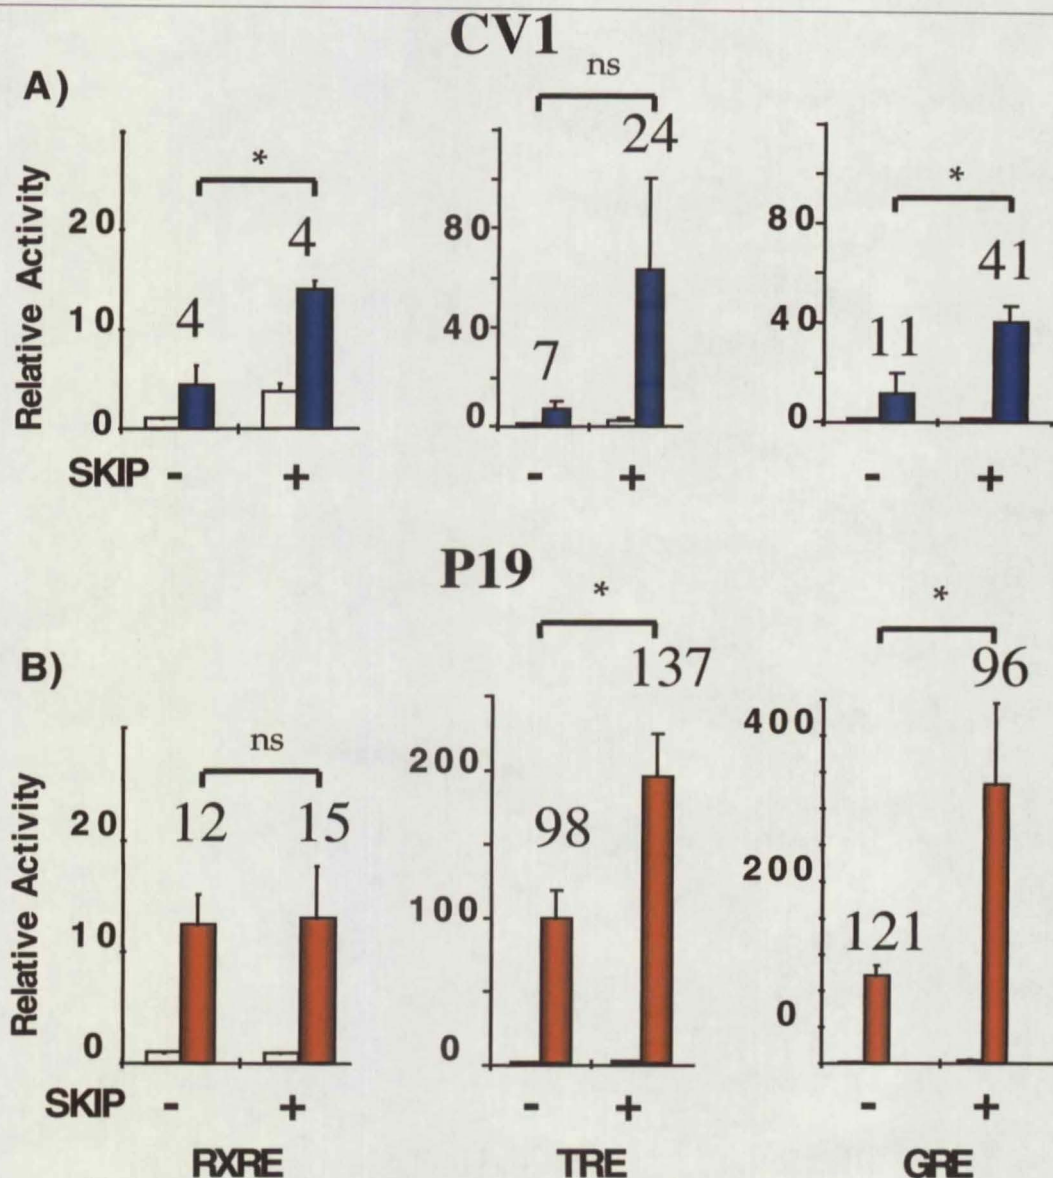 CV1
A)
ns
*
24
*
Relative Activity
20
10
0
4
4
80
40
0
7
80
40
0
11
41
SKIP - +
- +
- +
P19
*
*
B)
137
96
ns
Relative Activity
20
10
0
12
15
200
100
0
98
400
200
0
121
SKIP - +
- +
- +
RXRE
TRE
GRE